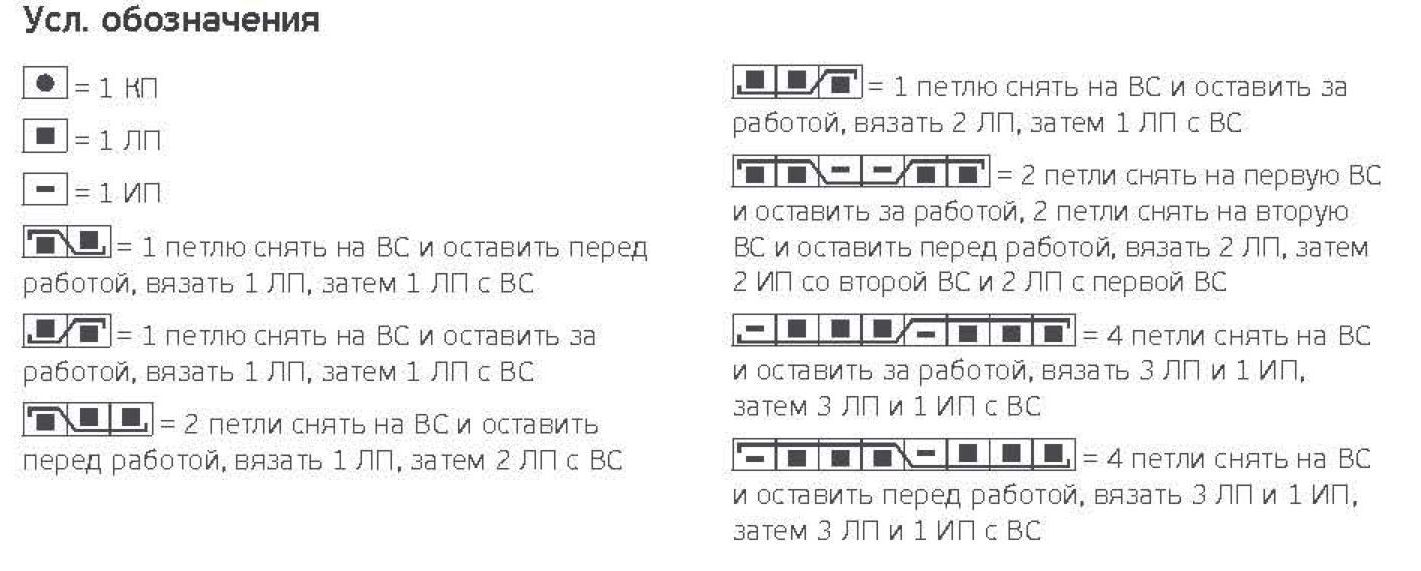 Усл. обозначения
= 1 КП
= 1 ЛП
= 1 ИП
= 1 петлю снять на ВС и оставить перед
работой, вязать 1 ЛП, затем 1 ЛП с ВС
= 1 петлю снять на ВС и оставить за
работой, вязать 1 ЛП, затем 1 ЛП с ВС
= 2 петли снять на ВС и оставить
перед работой, вязать 1 ЛП, затем 2 ЛП с ВС
= 1 петлю снять на ВС и оставить за
работой, вязать 2 ЛП, затем 1 ЛП с ВС
= 2 петли снять на первую ВС
и оставить за работой, 2 петли снять на вторую
ВС и оставить перед работой, вязать 2 ЛП, затем
2 ИП со второй ВС и 2 ЛП с первой ВС
= 4 петли снять на ВС
и оставить за работой, вязать 3 ЛП и 1 ИП,
затем 3 ЛП и 1 ИП с ВС
= 4 петли снять на ВС
и оставить перед работой, вязать 3 ЛП и 1 ИП,
затем 3 ЛП и 1 ИП с ВС